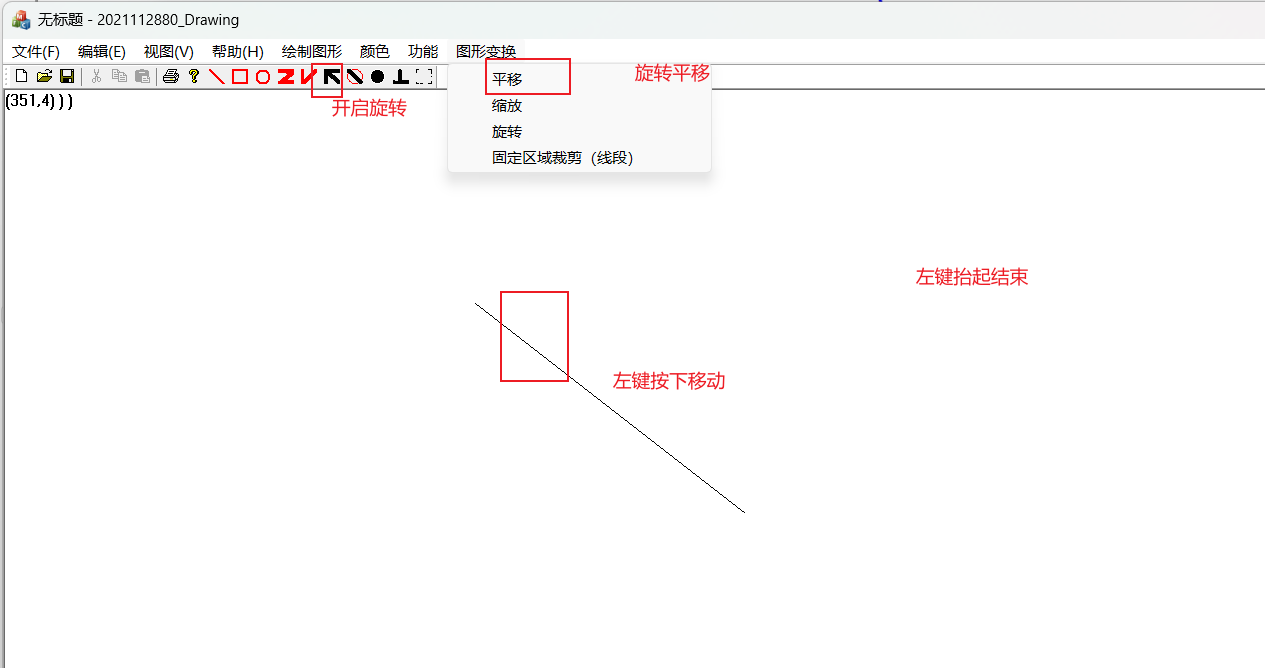 无标题 - 2021112880_Drawing
文件(F) 编辑(E) 视图(V) 帮助(H) 绘制图形 颜色 功能 图形变换
(351,4) ) )
开启旋转
平移
旋转平移
缩放
旋转
固定区域裁剪（线段）
左键抬起结束
左键按下移动